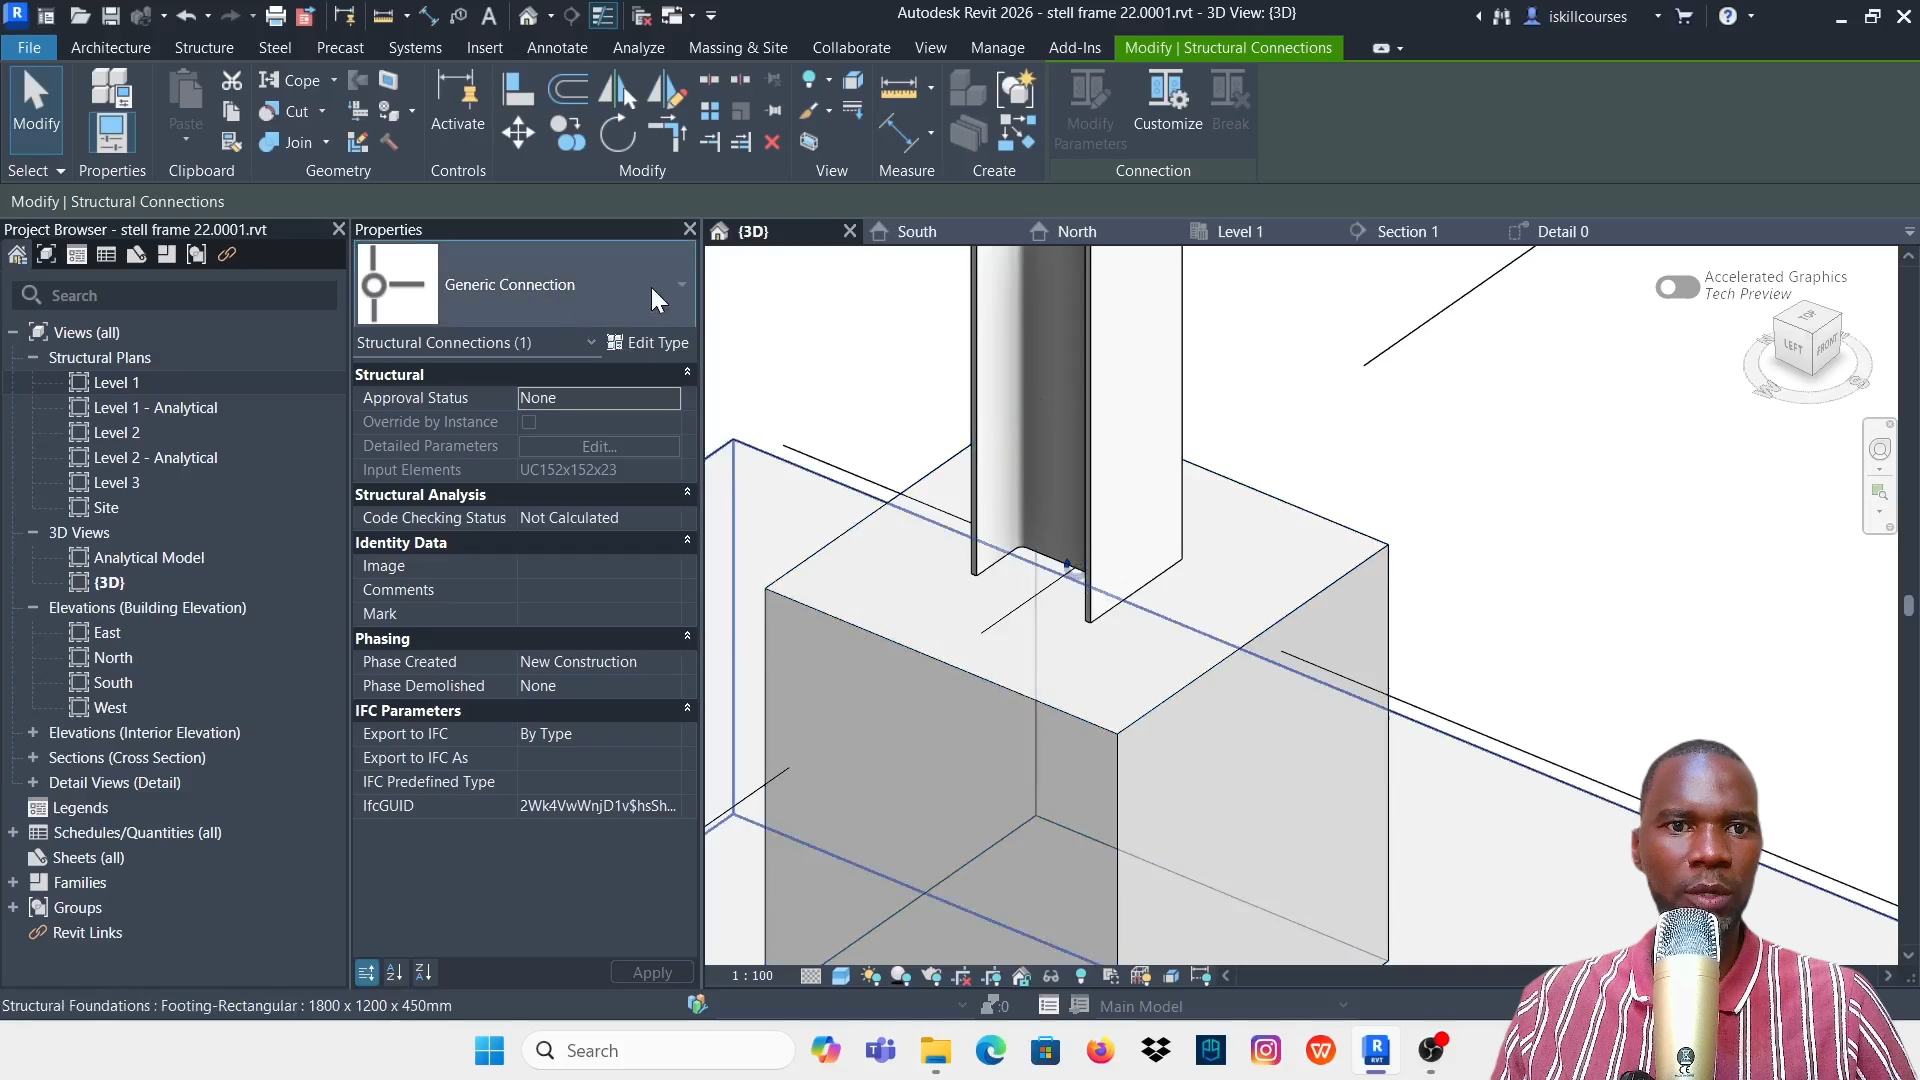 Autodesk Revit 2026 - stell frame 22.0001.rvt - 3D View: {3D}
iskillcourses
File Architecture Structure Steel Precast Systems Insert Annotate Analyze Massing & Site Collaborate View Manage Add-Ins Modify | Structural Connections
Modify
Paste
Cope
Cut
Join
Activate
Modify Parameters
Customize
Break
Select Properties Clipboard Geometry Controls Modify View Measure Create Connection
Modify | Structural Connections
Project Browser - stell frame 22.0001.rvt
Search
Views (all)
Structural Plans
Level 1
Level 1 - Analytical
Level 2
Level 2 - Analytical
Level 3
Site
3D Views
Analytical Model
{3D}
Elevations (Building Elevation)
East
North
South
West
Elevations (Interior Elevation)
Sections (Cross Section)
Detail Views (Detail)
Legends
Schedules/Quantities (all)
Sheets (all)
Families
Groups
Revit Links
Properties
Generic Connection
Structural Connections (1) Edit Type
Structural
Approval Status None
Override by Instance
Detailed Parameters Edit...
Input Elements UC152x152x23
Structural Analysis
Code Checking Status Not Calculated
Identity Data
Image
Comments
Mark
Phasing
Phase Created New Construction
Phase Demolished None
IFC Parameters
Export to IFC By Type
Export to IFC As
IFC Predefined Type
IfcGUID 2Wk4VwWnjD1v$hsSh...
Apply
{3D} South North Level 1 Section 1 Detail 0
Accelerated Graphics
Tech Preview
TOP
LEFT FRONT
1 : 100
Structural Foundations : Footing-Rectangular : 1800 x 1200 x 450mm
:0
Main Model
Search